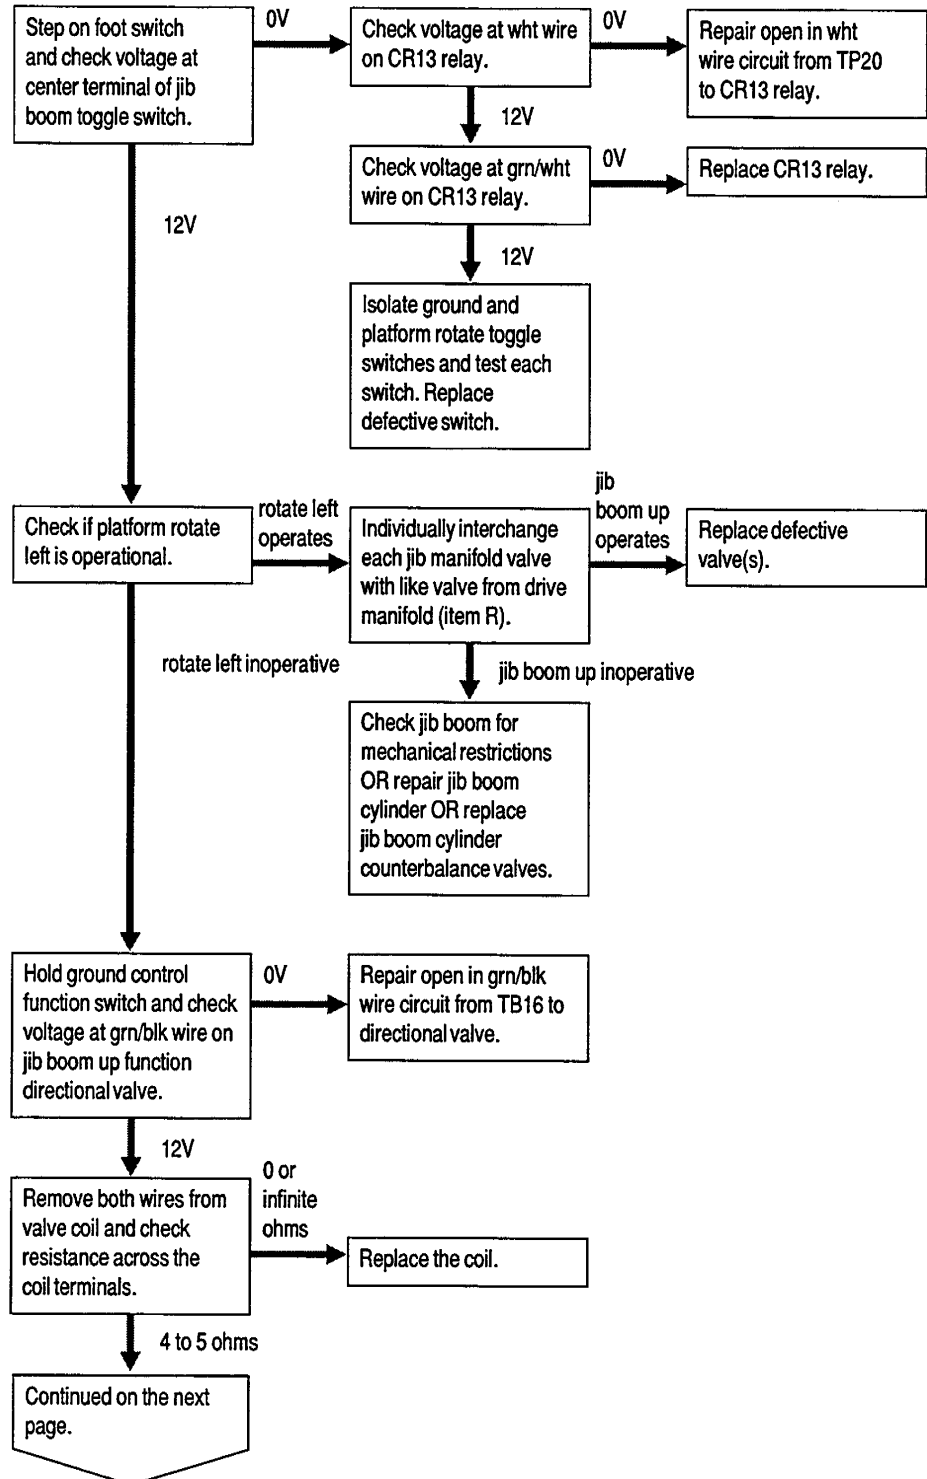 Step on foot switch
and check voltage at
center terminal of jib
boom toggle switch.
0V
Check voltage at wht wire
on CR13 relay.
0V
Repair open in wht
wire circuit from TP20
to CR13 relay.
12V
Check voltage at grn/wht
wire on CR13 relay.
0V
Replace CR13 relay.
12V
12V
Isolate ground and
platform rotate toggle
switches and test each
switch. Replace
defective switch.
Check if platform rotate
left is operational.
rotate left
operates
Individually interchange
each jib manifold valve
with like valve from drive
manifold (item R).
jib
boom up
operates
Replace defective
valve(s).
rotate left inoperative
jib boom up inoperative
Check jib boom for
mechanical restrictions
OR repair jib boom
cylinder OR replace
jib boom cylinder
counterbalance valves.
Hold ground control
function switch and check
voltage at grn/blk wire on
jib boom up function
directional valve.
0V
Repair open in grn/blk
wire circuit from TB16 to
directional valve.
12V
Remove both wires from
valve coil and check
resistance across the
coil terminals.
0 or
infinite
ohms
Replace the coil.
4 to 5 ohms
Continued on the next
page.